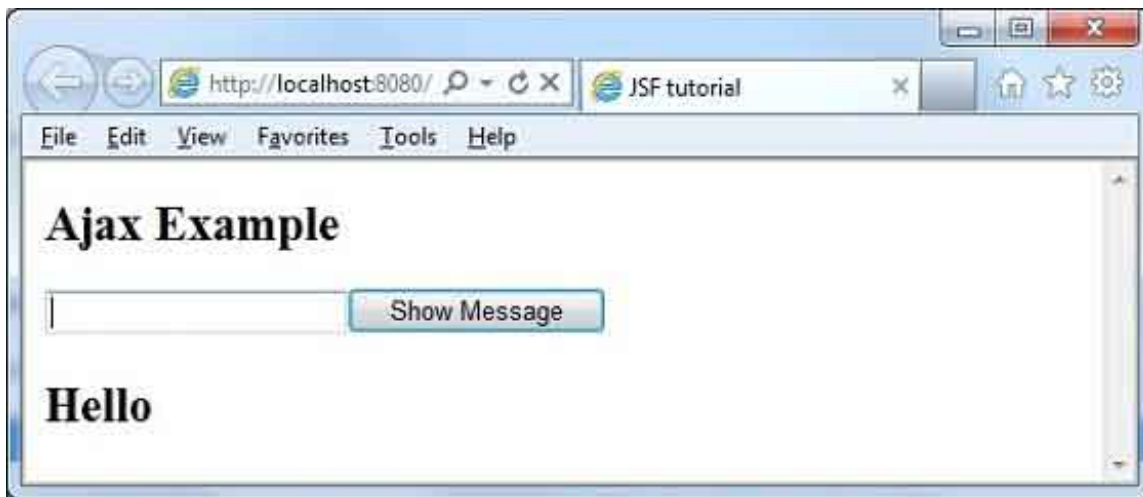 http://localhost:8080/
JSF tutorial
File Edit View Favorites Tools Help
Ajax Example
Show Message
Hello